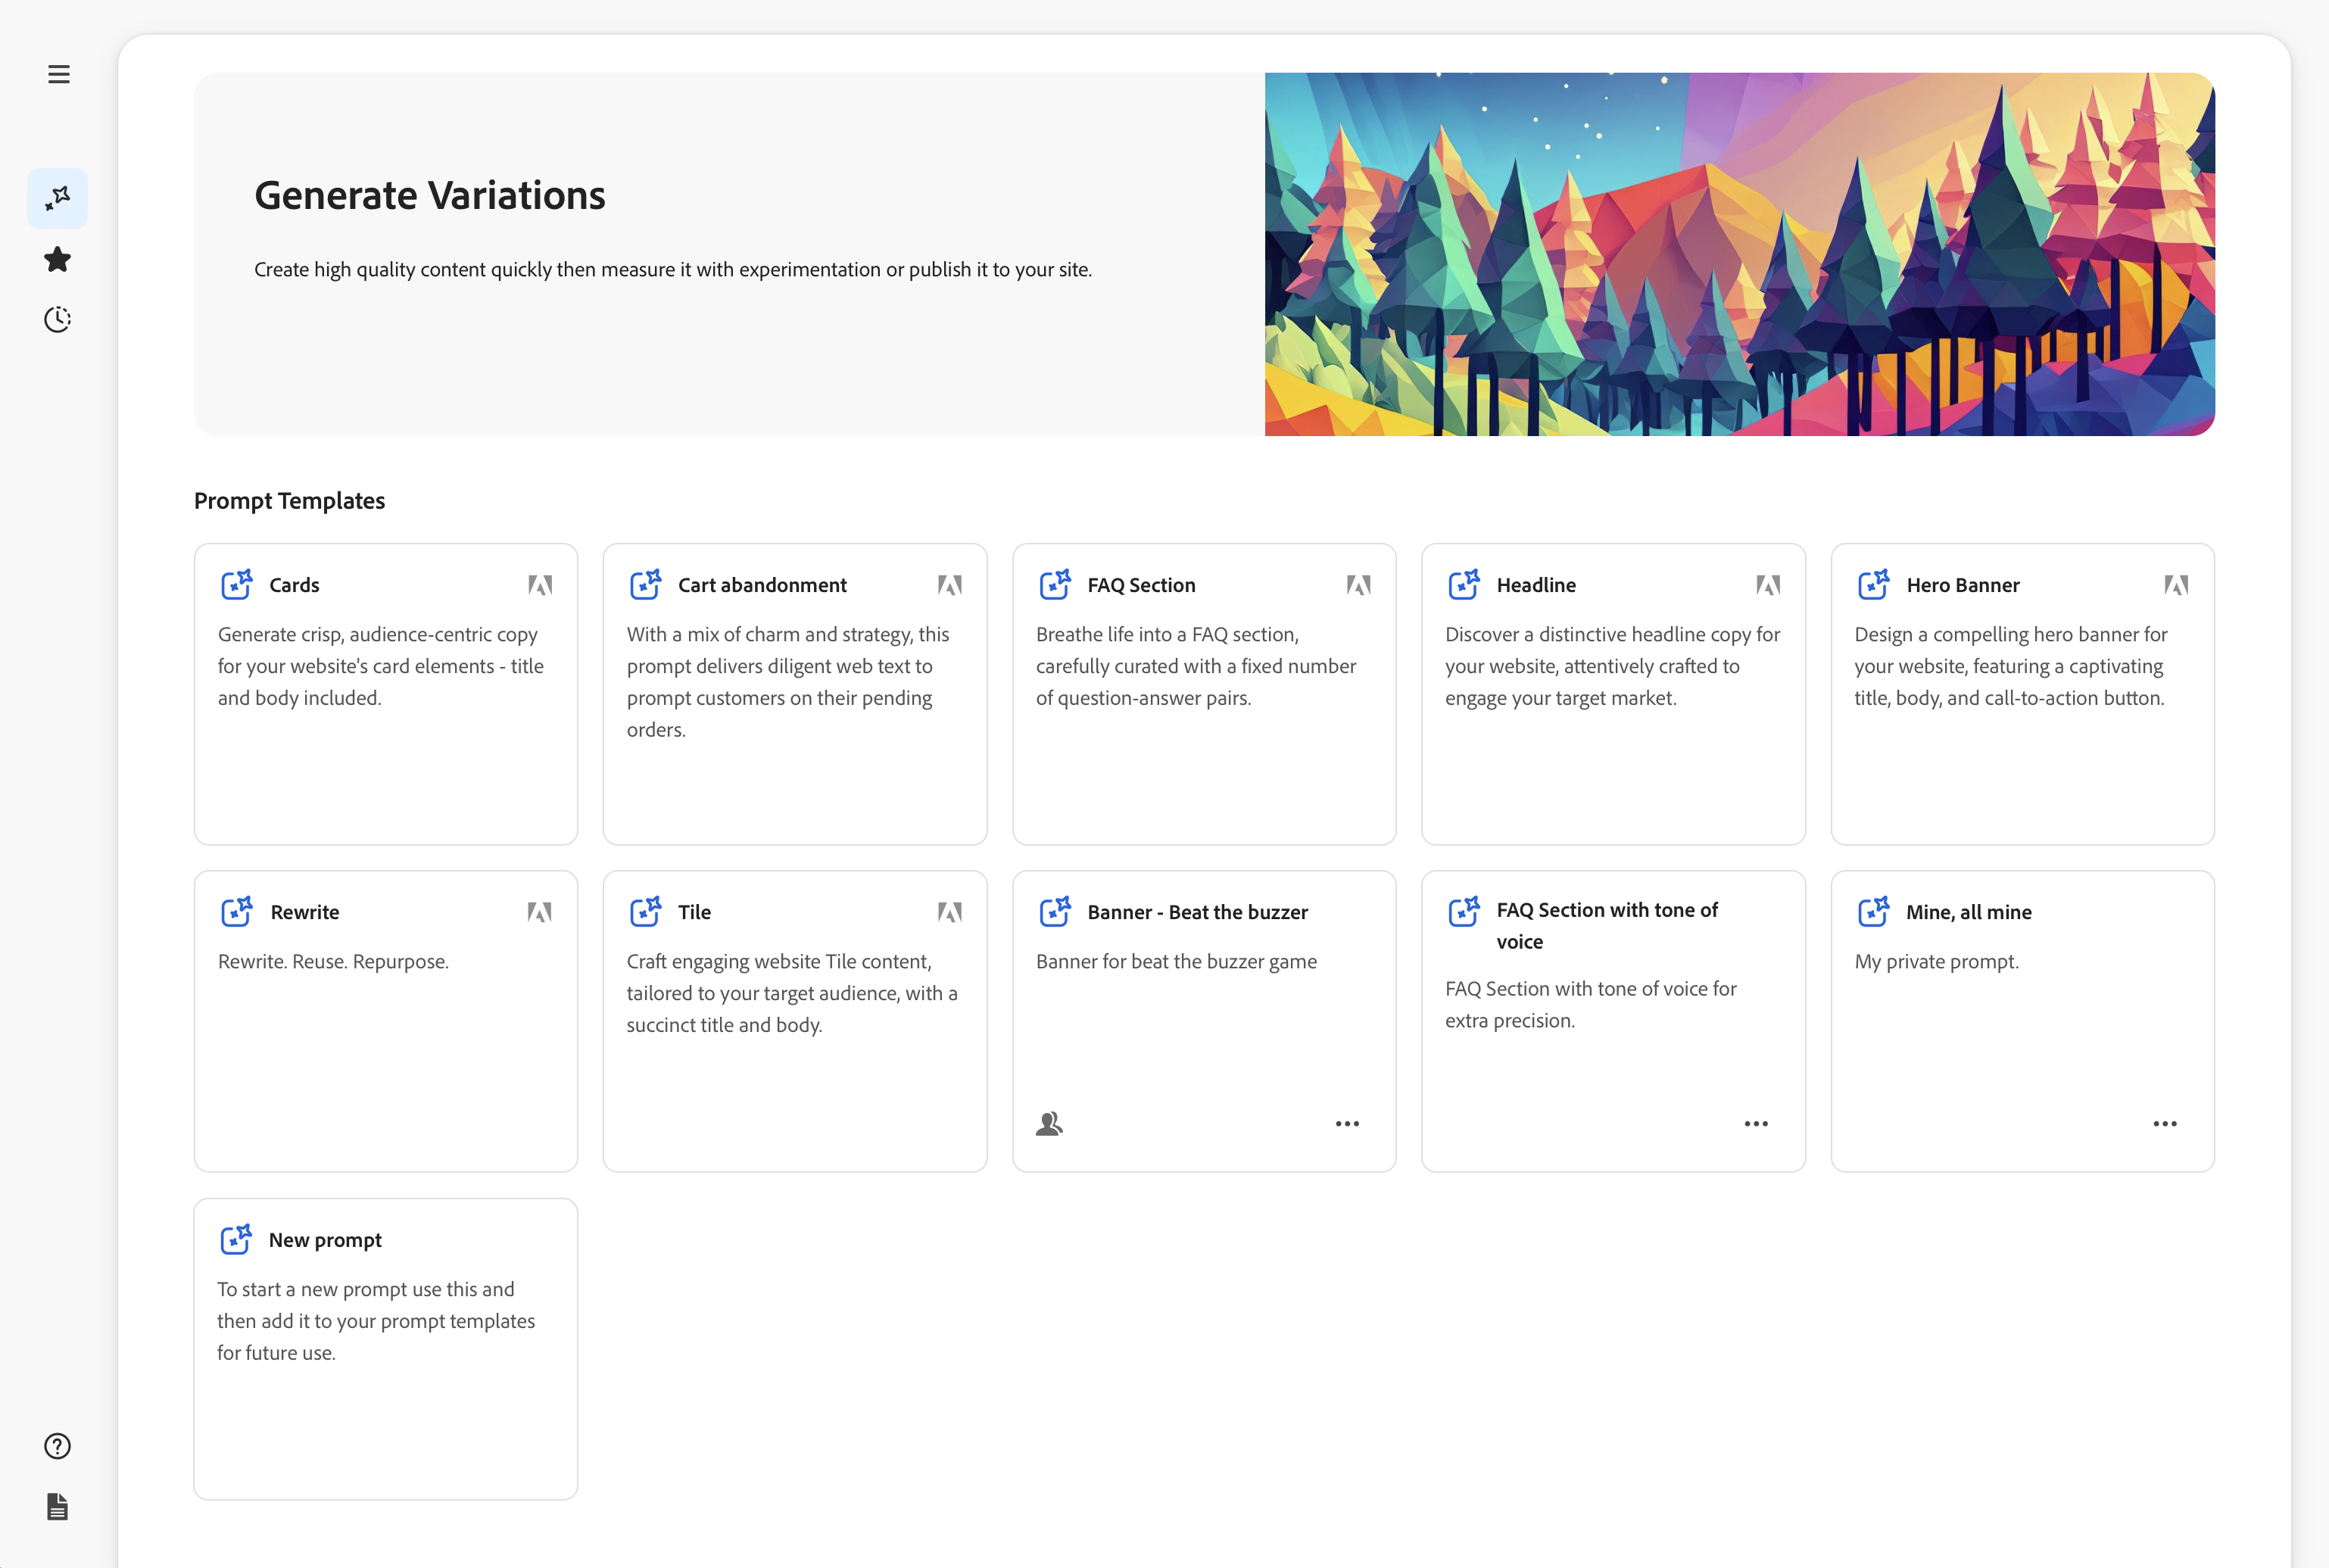 Generate Variations
Create high quality content quickly then measure it with experimentation or publish it to your site.
Prompt Templates
Cards
Generate crisp, audience-centric copy
for your website's card elements - title
and body included.
Cart abandonment
With a mix of charm and strategy, this
prompt delivers diligent web text to
prompt customers on their pending
orders.
FAQ Section
Breathe life into a FAQ section,
carefully curated with a fixed number
of question-answer pairs.
Headline
Discover a distinctive headline copy for
your website, attentively crafted to
engage your target market.
Hero Banner
Design a compelling hero banner for
your website, featuring a captivating
title, body, and call-to-action button.
Rewrite
Rewrite. Reuse. Repurpose.
Tile
Craft engaging website Tile content,
tailored to your target audience, with a
succinct title and body.
Banner - Beat the buzzer
Banner for beat the buzzer game
FAQ Section with tone of
voice
FAQ Section with tone of voice for
extra precision.
Mine, all mine
My private prompt.
New prompt
To start a new prompt use this and
then add it to your prompt templates
for future use.